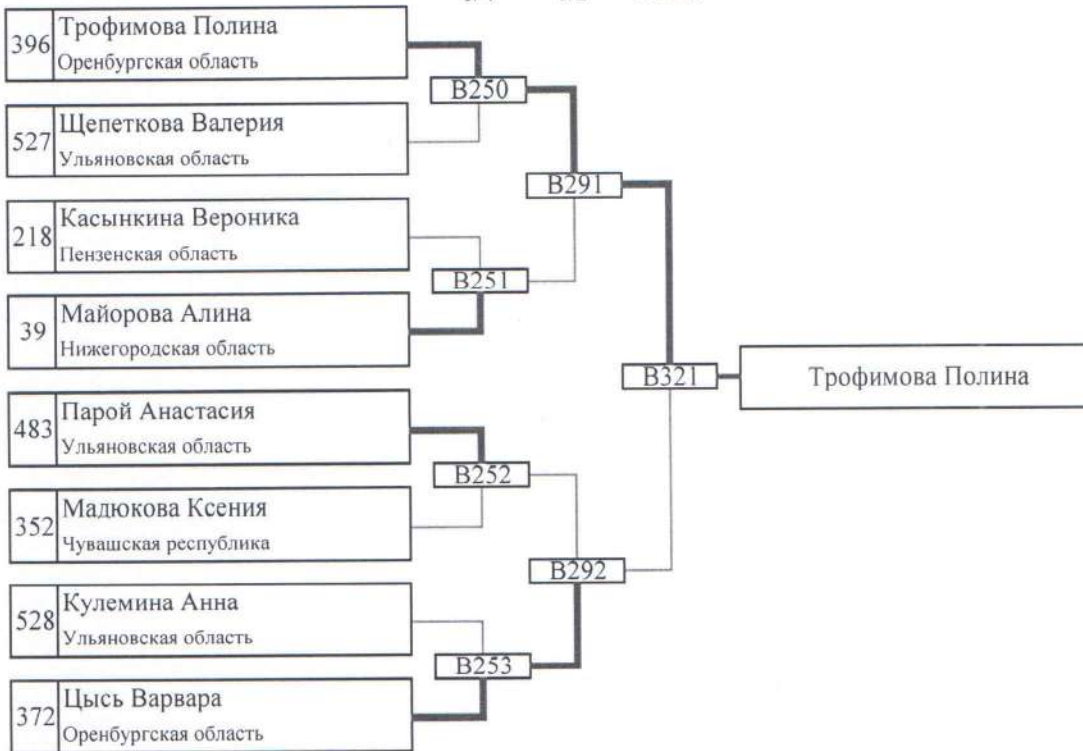 396
Трофимова Полина
Оренбургская область
B250
527
Щепеткова Валерия
Ульяновская область
B291
218
Касынкина Вероника
Пензенская область
B251
39
Майорова Алина
Нижегородская область
B321
Трофимова Полина
483
Парой Анастасия
Ульяновская область
B252
352
Мадюкова Ксения
Чувашская республика
B292
528
Кулемина Анна
Ульяновская область
B253
372
Цысь Варвара
Оренбургская область